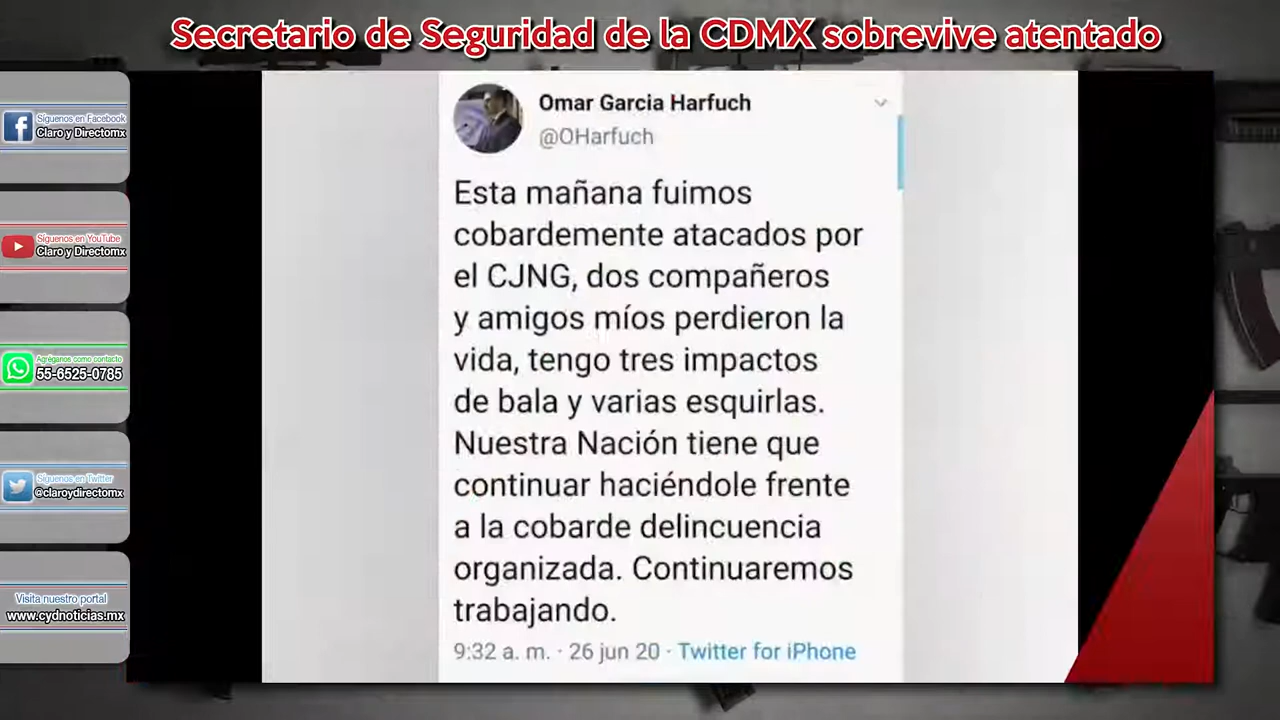 Secretario de Seguridad de la CDMX sobrevive atentado
Síguenos en Facebook
Claro y Directomx
Síguenos en YouTube
Claro y Directomx
Agréganos como contacto
55-6525-0785
Síguenos en Twitter
@claroydirectomx
Visita nuestro portal
www.cydnoticias.mx
Omar Garcia Harfuch
@OHarfuch
Esta mañana fuimos
cobardemente atacados por
el CJNG, dos compañeros
y amigos míos perdieron la
vida, tengo tres impactos
de bala y varias esquirlas.
Nuestra Nación tiene que
continuar haciéndole frente
a la cobarde delincuencia
organizada. Continuaremos
trabajando.
9:32 a. m. · 26 jun 20 · Twitter for iPhone